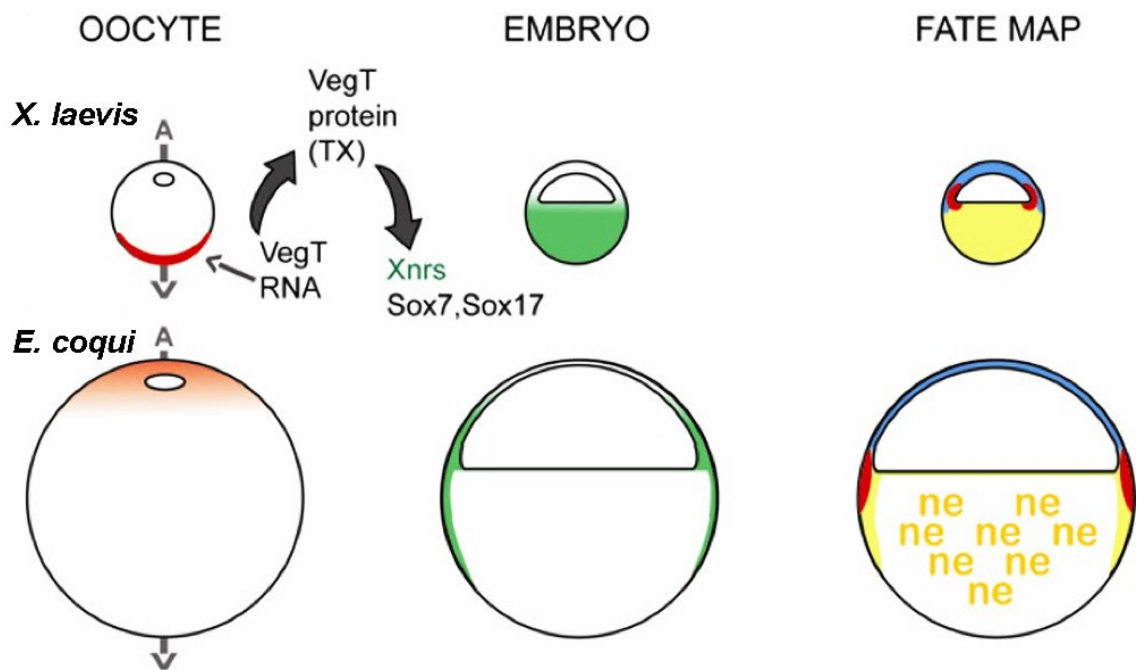 OOCYTE EMBRYO FATE MAP
X. laevis
A
VegT
protein
(TX)
VegT
RNA
V
Xnrs
Sox7,Sox17
E. coqui
A
V
ne ne
ne ne ne
ne ne
ne